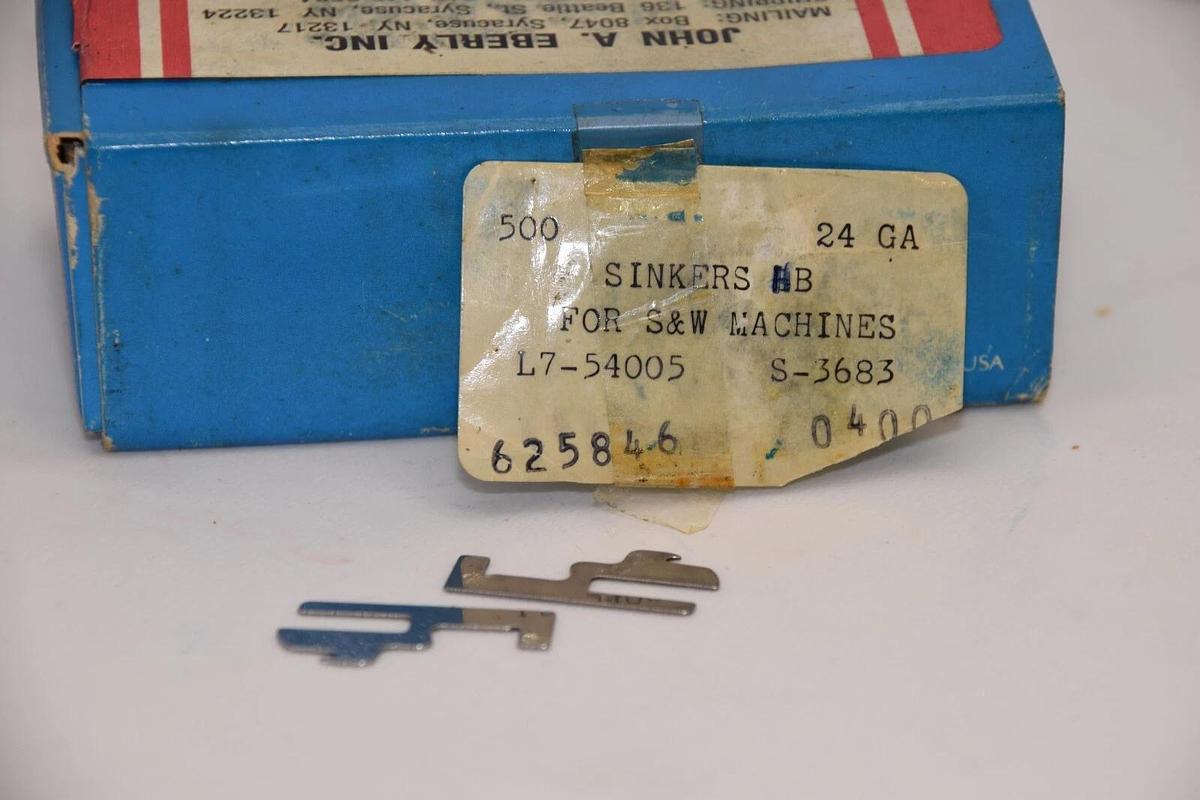 JOHN A. EBERLY INC.
MAILING: Box 8047, Syracuse, NY 13217
SHIPPING: 136 Beattie St., Syracuse, NY 13224
500 24 GA
SINKERS HB
FOR S&W MACHINES
L7-54005 S-3683
625846 0400
USA